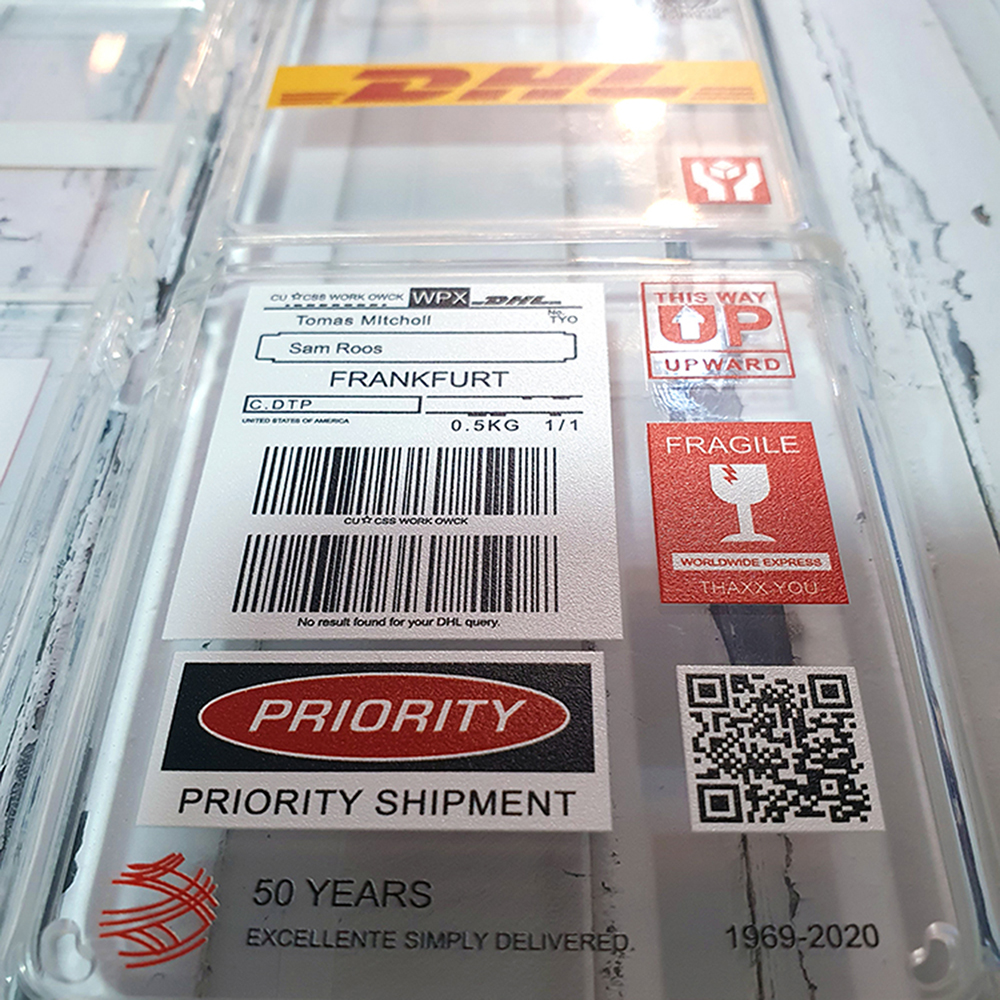 DHL
CU ☆CSS WORK OWCK WPX DHL
Tomas MItcholl
No.
TYO
Sam Roos
FRANKFURT
C.DTP
UNITED STATES OF AMERICA
0.5KG 1/1
CU☆CSS WORK OWCK
No result found for your DHL query.
THIS WAY
UP
UPWARD
FRAGILE
WORLDWIDE EXPRESS
THAXX YOU
PRIORITY
PRIORITY SHIPMENT
50 YEARS
EXCELLENTE SIMPLY DELIVERED.
1969-2020